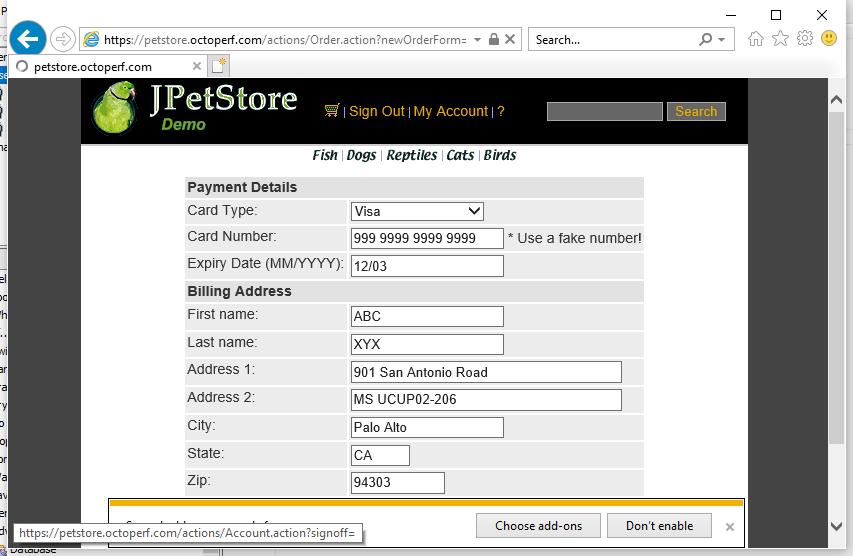 https://petstore.octoperf.com/actions/Order.action?newOrderForm=
Search...
petstore.octoperf.com
JPetStore
Demo
| Sign Out | My Account | ?
Search
Fish | Dogs | Reptiles | Cats | Birds
Payment Details
Card Type: Visa
Card Number: 999 9999 9999 9999 * Use a fake number!
Expiry Date (MM/YYYY): 12/03
Billing Address
First name: ABC
Last name: XYX
Address 1: 901 San Antonio Road
Address 2: MS UCUP02-206
City: Palo Alto
State: CA
Zip: 94303
Choose add-ons Don't enable
https://petstore.octoperf.com/actions/Account.action?signoff=
Database